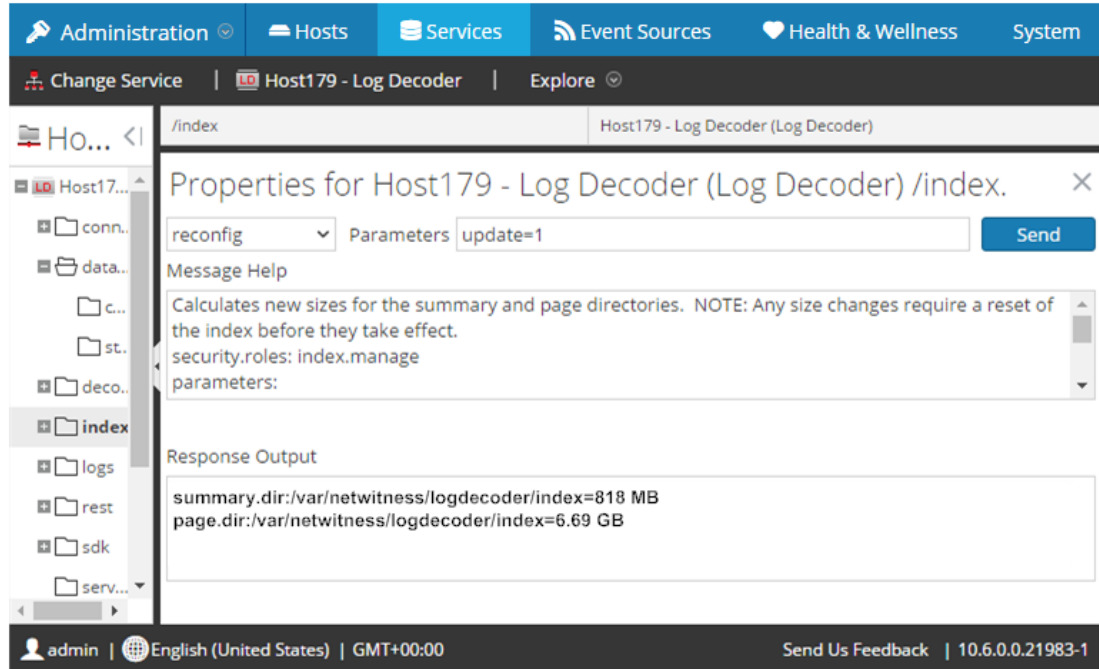 Administration Hosts Services Event Sources Health & Wellness System
Change Service | LD Host179 - Log Decoder | Explore
Ho...
/index Host179 - Log Decoder (Log Decoder)
Properties for Host179 - Log Decoder (Log Decoder) /index.
reconfig Parameters update=1 Send
Message Help
Calculates new sizes for the summary and page directories. NOTE: Any size changes require a reset of
the index before they take effect.
security.roles: index.manage
parameters:
Response Output
summary.dir:/var/netwitness/logdecoder/index=818 MB
page.dir:/var/netwitness/logdecoder/index=6.69 GB
LD Host17...
conn..
data...
c...
st..
deco..
index
logs
rest
sdk
serv...
admin | English (United States) | GMT+00:00 Send Us Feedback | 10.6.0.0.21983-1